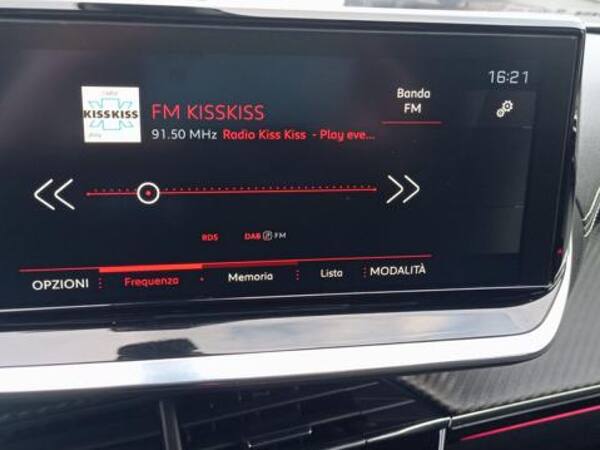 16:21
Banda
FM
radio
KISSKISS
play
FM KISSKISS
91.50 MHz Radio Kiss Kiss - Play eve...
RDS DAB FM
OPZIONI Frequenza Memoria Lista MODALITÀ